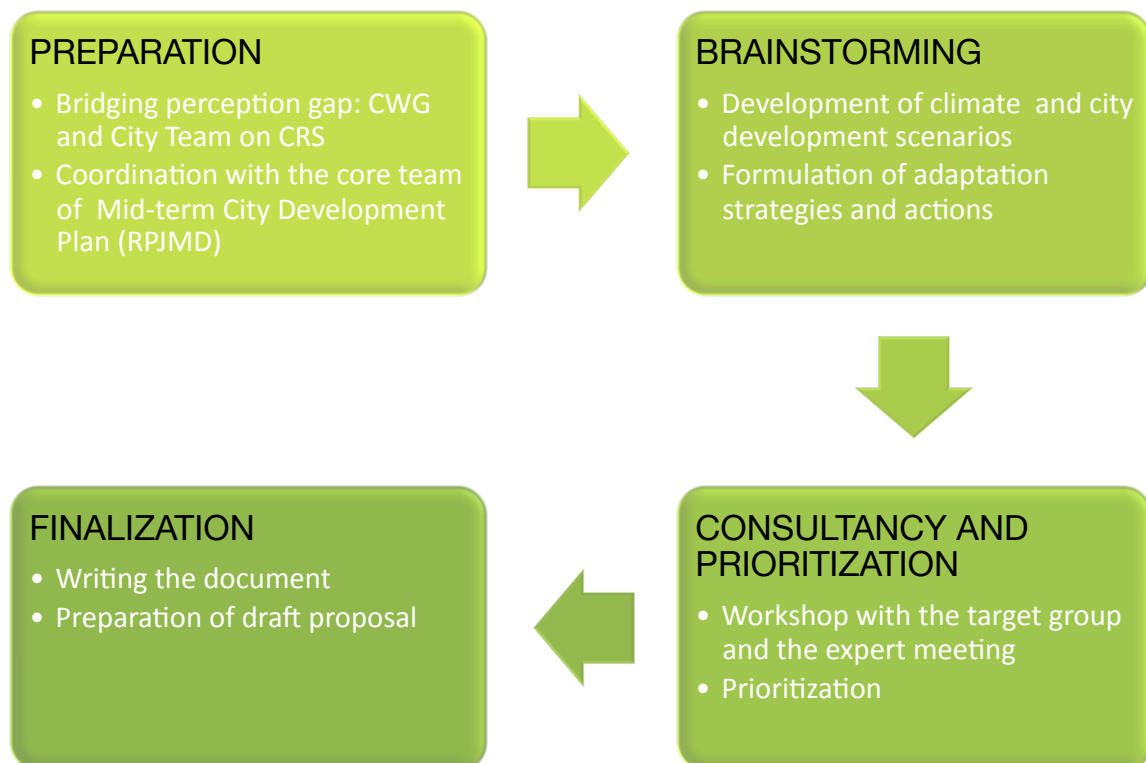 PREPARATION
• Bridging perception gap: CWG
and City Team on CRS
• Coordination with the core team
of Mid-term City Development
Plan (RPJMD)
BRAINSTORMING
• Development of climate and city
development scenarios
• Formulation of adaptation
strategies and actions
CONSULTANCY AND
PRIORITIZATION
• Workshop with the target group
and the expert meeting
• Prioritization
FINALIZATION
• Writing the document
• Preparation of draft proposal